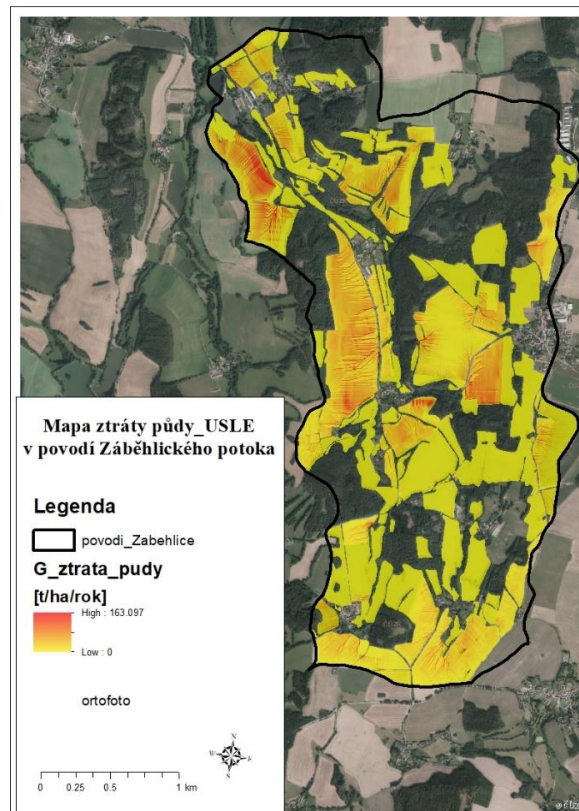 Mapa ztráty půdy_USLE
v povodí Záběhlického potoka
Legenda
povodi_Zabehlice
G_ztrata_pudy
[t/ha/rok]
High : 163.097
Low : 0
ortofoto
N
W
E
S
0 0.25 0.5 1 km